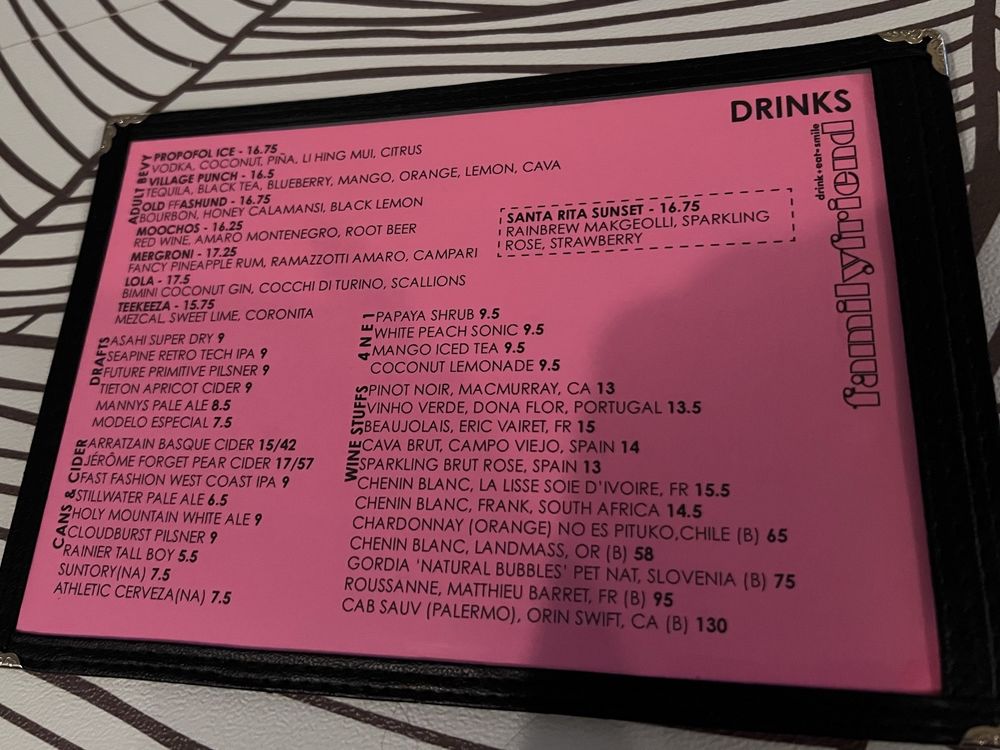 DRINKS
familyfriend
drink+eat+smile
ADULT BEVY
PROPOFOL ICE - 16.75
VODKA, COCONUT, PIÑA, LI HING MUI, CITRUS
VILLAGE PUNCH - 16.5
TEQUILA, BLACK TEA, BLUEBERRY, MANGO, ORANGE, LEMON, CAVA
OLD FFASHUND - 16.75
BOURBON, HONEY CALAMANSI, BLACK LEMON
MOOCHOS - 16.25
RED WINE, AMARO MONTENEGRO, ROOT BEER
MERGRONI - 17.25
FANCY PINEAPPLE RUM, RAMAZZOTTI AMARO, CAMPARI
LOLA - 17.5
BIMINI COCONUT GIN, COCCHI DI TURINO, SCALLIONS
TEEKEEZA - 15.75
MEZCAL, SWEET LIME, CORONITA
SANTA RITA SUNSET - 16.75
RAINBREW MAKGEOLLI, SPARKLING
ROSE, STRAWBERRY
DRAFTS
ASAHI SUPER DRY 9
SEAPINE RETRO TECH IPA 9
FUTURE PRIMITIVE PILSNER 9
TIETON APRICOT CIDER 9
MANNYS PALE ALE 8.5
MODELO ESPECIAL 7.5
CANS & CIDER
ARRATZAIN BASQUE CIDER 15/42
JÉRÔME FORGET PEAR CIDER 17/57
FAST FASHION WEST COAST IPA 9
STILLWATER PALE ALE 6.5
HOLY MOUNTAIN WHITE ALE 9
CLOUDBURST PILSNER 9
RAINIER TALL BOY 5.5
SUNTORY(NA) 7.5
ATHLETIC CERVEZA(NA) 7.5
4 N E 1
PAPAYA SHRUB 9.5
WHITE PEACH SONIC 9.5
MANGO ICED TEA 9.5
COCONUT LEMONADE 9.5
WINE STUFFS
PINOT NOIR, MACMURRAY, CA 13
VINHO VERDE, DONA FLOR, PORTUGAL 13.5
BEAUJOLAIS, ERIC VAIRET, FR 15
CAVA BRUT, CAMPO VIEJO, SPAIN 14
SPARKLING BRUT ROSE, SPAIN 13
CHENIN BLANC, LA LISSE SOIE D'IVOIRE, FR 15.5
CHENIN BLANC, FRANK, SOUTH AFRICA 14.5
CHARDONNAY (ORANGE) NO ES PITUKO,CHILE (B) 65
CHENIN BLANC, LANDMASS, OR (B) 58
GORDIA 'NATURAL BUBBLES' PET NAT, SLOVENIA (B) 75
ROUSSANNE, MATTHIEU BARRET, FR (B) 95
CAB SAUV (PALERMO), ORIN SWIFT, CA (B) 130